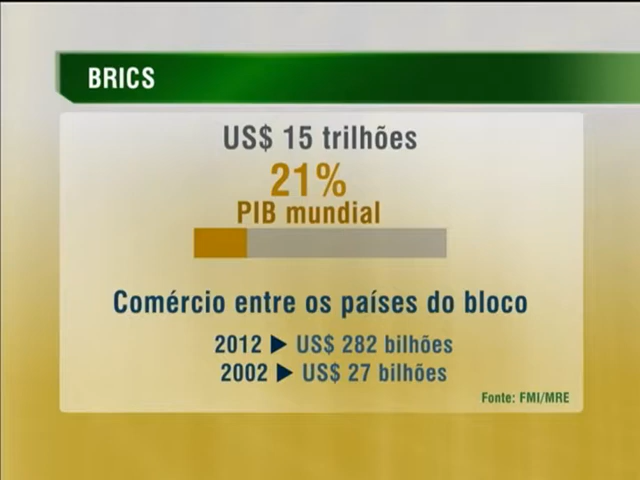 BRICS
US$ 15 trilhões
21%
PIB mundial
Comércio entre os países do bloco
2012 ▶ US$ 282 bilhões
2002 ▶ US$ 27 bilhões
Fonte: FMI/MRE